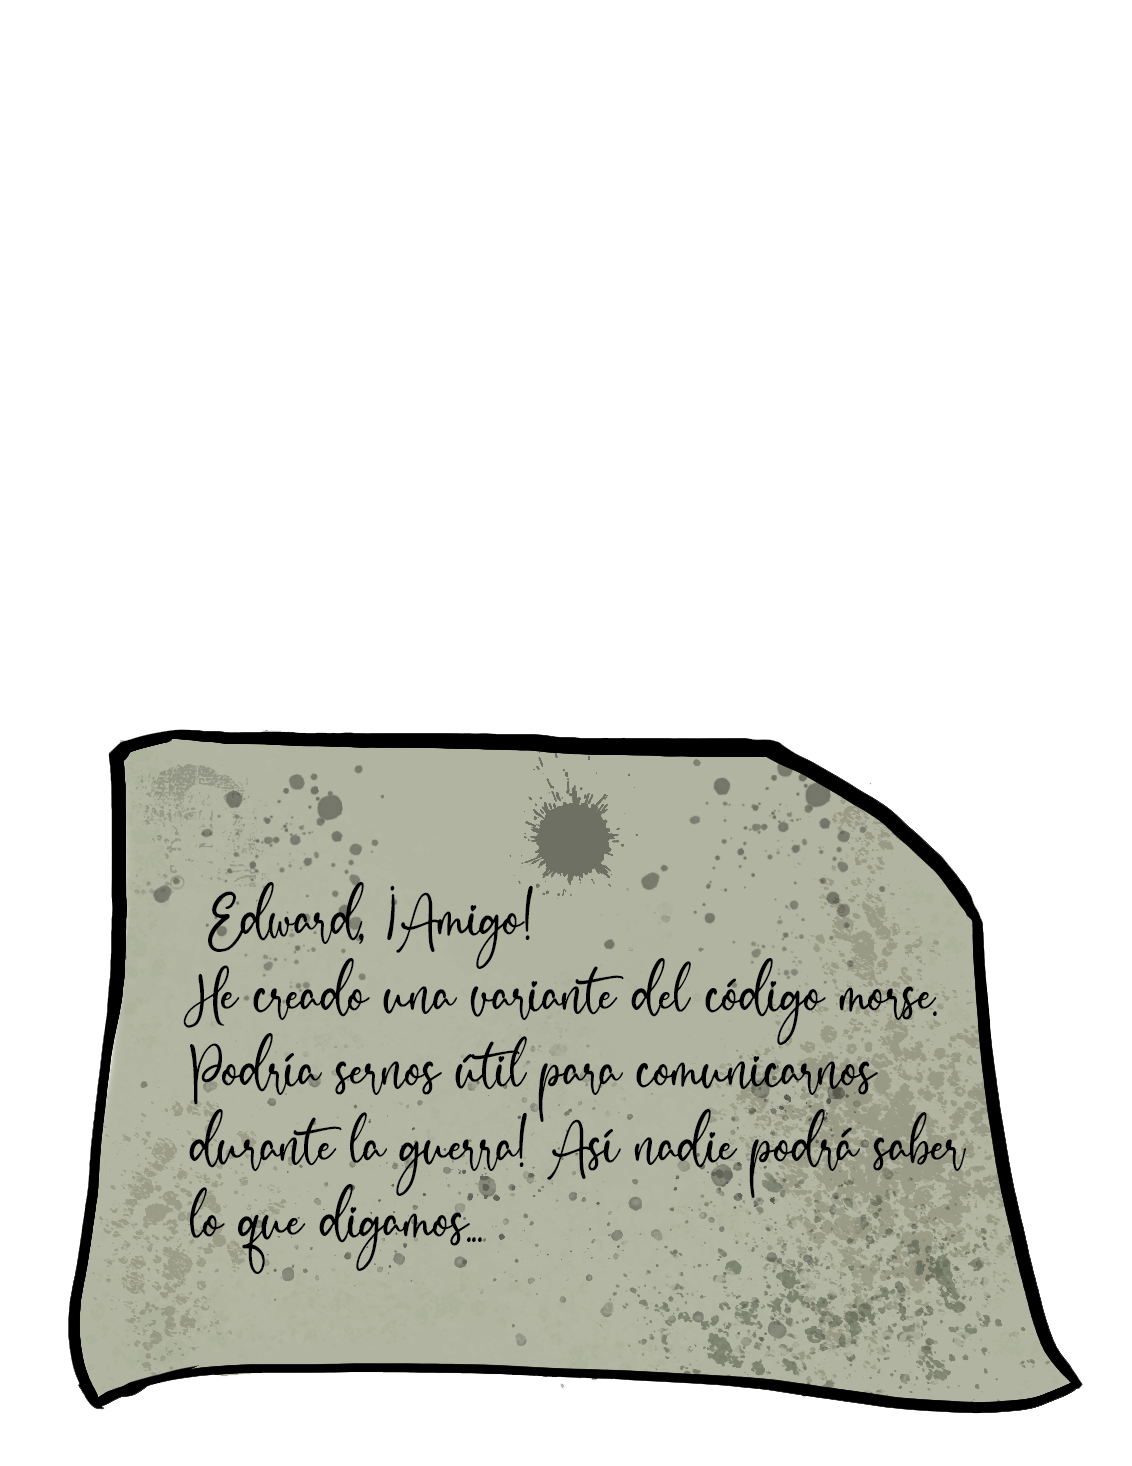 Edward, ¡Amigo!
He creado una variante del código morse.
Podría sernos útil para comunicarnos
durante la guerra! Así nadie podrá saber
lo que digamos...